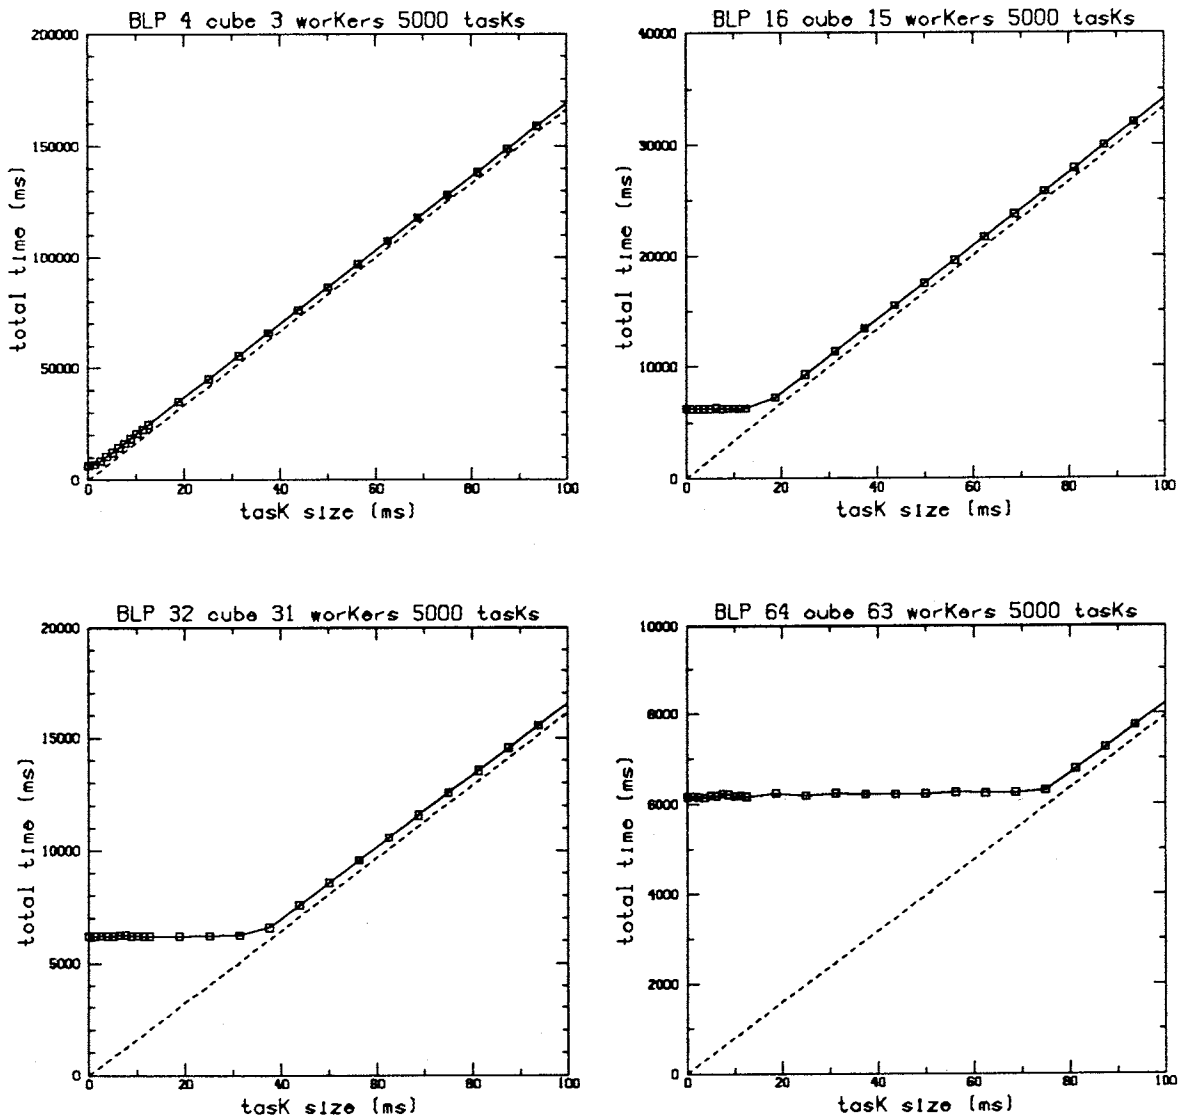 BLP 4 cube 3 workers 5000 tasks
200000
150000
100000
50000
0
total time (ms)
0 20 40 60 80 100
task size (ms)
BLP 16 cube 15 workers 5000 tasks
40000
30000
20000
10000
0
total time (ms)
0 20 40 60 80 100
task size (ms)
BLP 32 cube 31 workers 5000 tasks
20000
15000
10000
5000
0
total time (ms)
0 20 40 60 80 100
task size (ms)
BLP 64 cube 63 workers 5000 tasks
10000
8000
6000
4000
2000
0
total time (ms)
0 20 40 60 80 100
task size (ms)